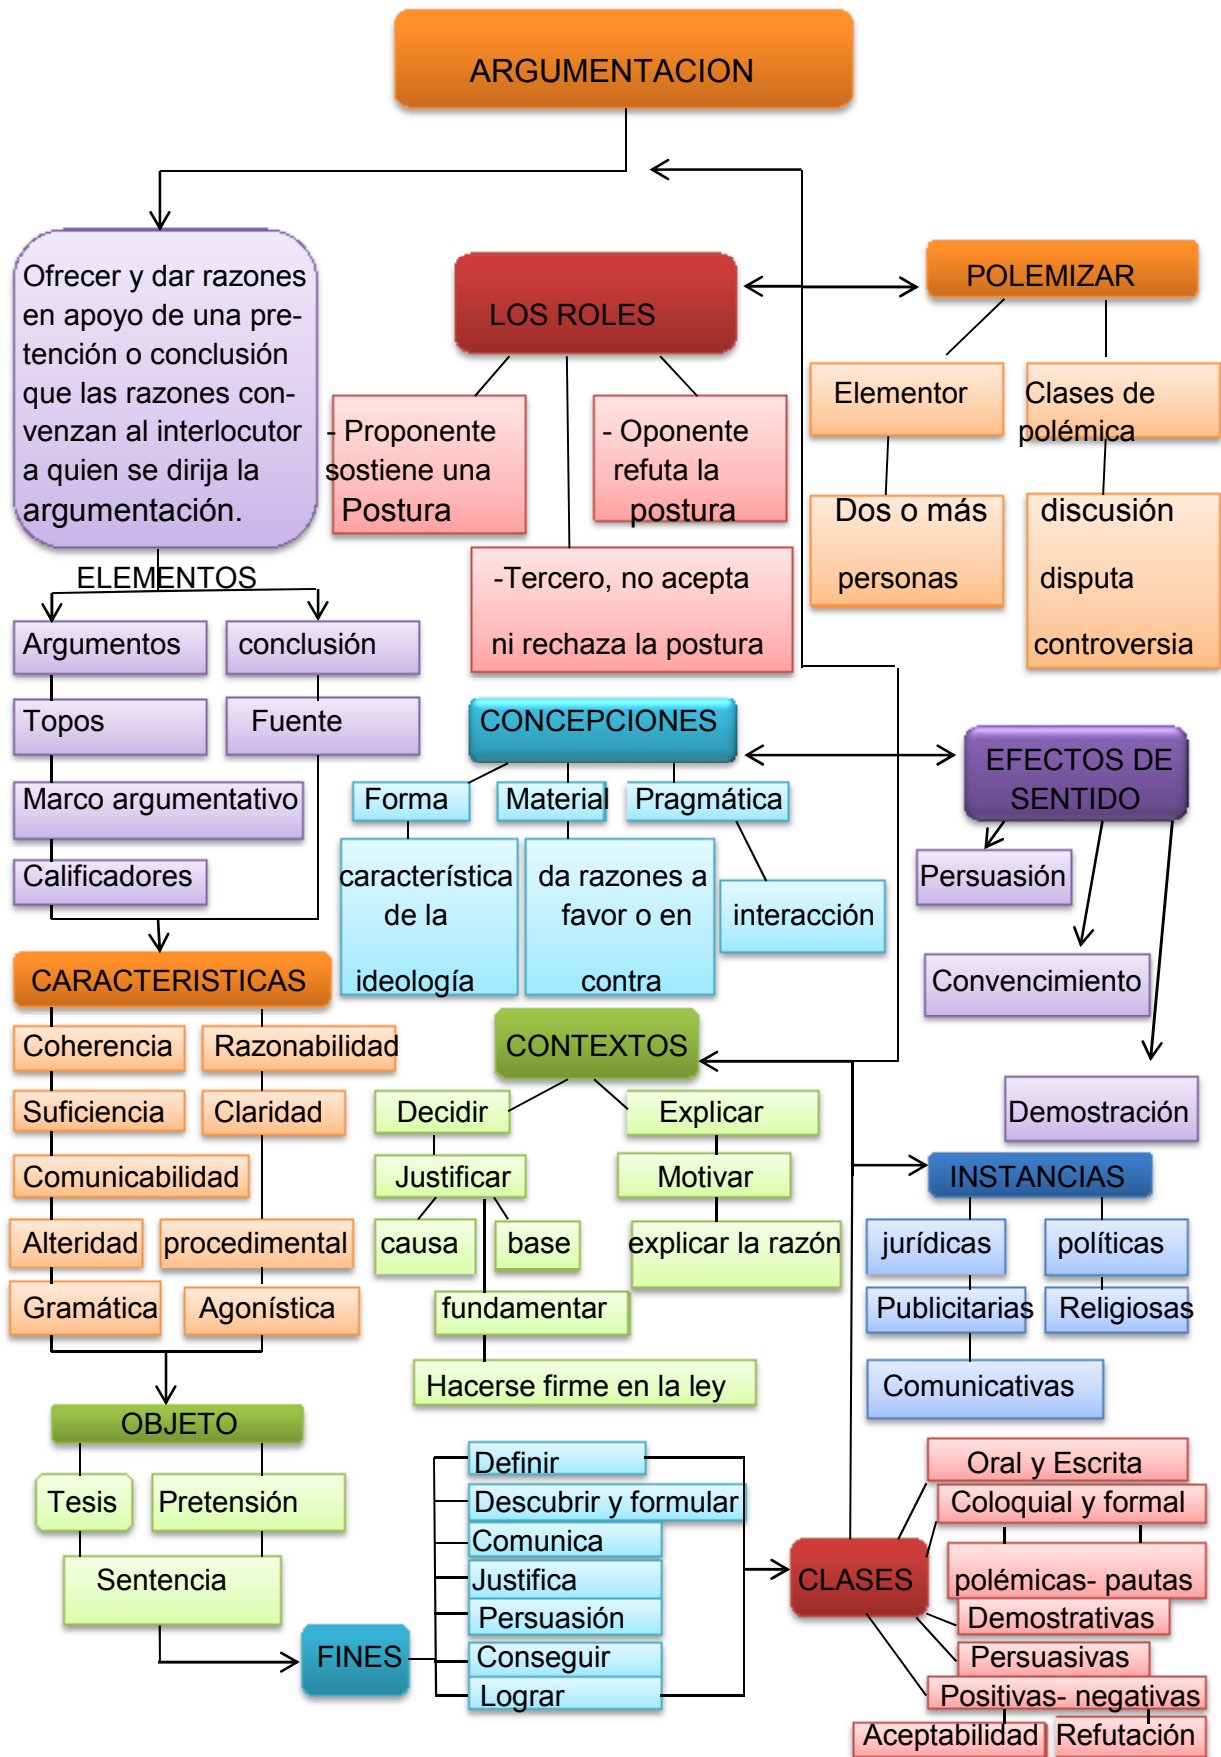 ARGUMENTACION
Ofrecer y dar razones
en apoyo de una pre-
tención o conclusión
que las razones con-
venzan al interlocutor
a quien se dirija la
argumentación.
LOS ROLES
- Proponente
sostiene una
Postura
- Oponente
refuta la
postura
-Tercero, no acepta
ni rechaza la postura
POLEMIZAR
Elementor
Dos o más
personas
Clases de
polémica
discusión
disputa
controversia
ELEMENTOS
Argumentos
conclusión
Topos
Fuente
Marco argumentativo
Calificadores
CONCEPCIONES
Forma
Material
Pragmática
característica
de la
ideología
da razones a
favor o en
contra
interacción
EFECTOS DE
SENTIDO
Persuasión
Convencimiento
Demostración
CARACTERISTICAS
Coherencia
Razonabilidad
Suficiencia
Claridad
Comunicabilidad
Alteridad
procedimental
Gramática
Agonística
CONTEXTOS
Decidir
Explicar
Justificar
Motivar
causa
base
explicar la razón
fundamentar
Hacerse firme en la ley
INSTANCIAS
jurídicas
políticas
Publicitarias
Religiosas
Comunicativas
OBJETO
Tesis
Pretensión
Sentencia
FINES
Definir
Descubrir y formular
Comunica
Justifica
Persuasión
Conseguir
Lograr
CLASES
Oral y Escrita
Coloquial y formal
polémicas- pautas
Demostrativas
Persuasivas
Positivas- negativas
Aceptabilidad
Refutación